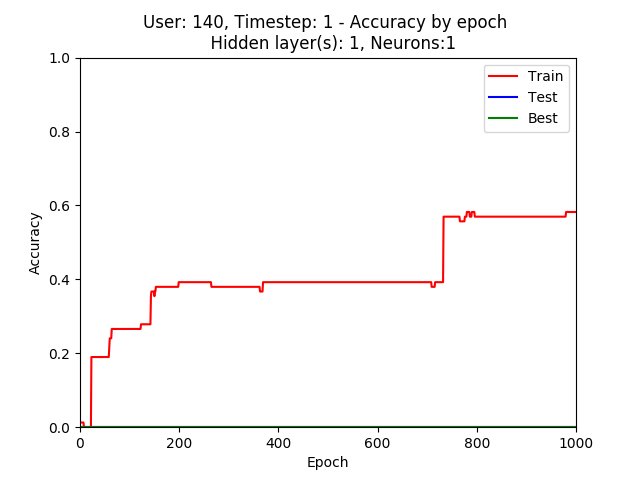 User: 140, Timestep: 1 - Accuracy by epoch
Hidden layer(s): 1, Neurons:1
1.0
0.8
0.6
0.4
0.2
0.0
Accuracy
Train
Test
Best
0 200 400 600 800 1000
Epoch